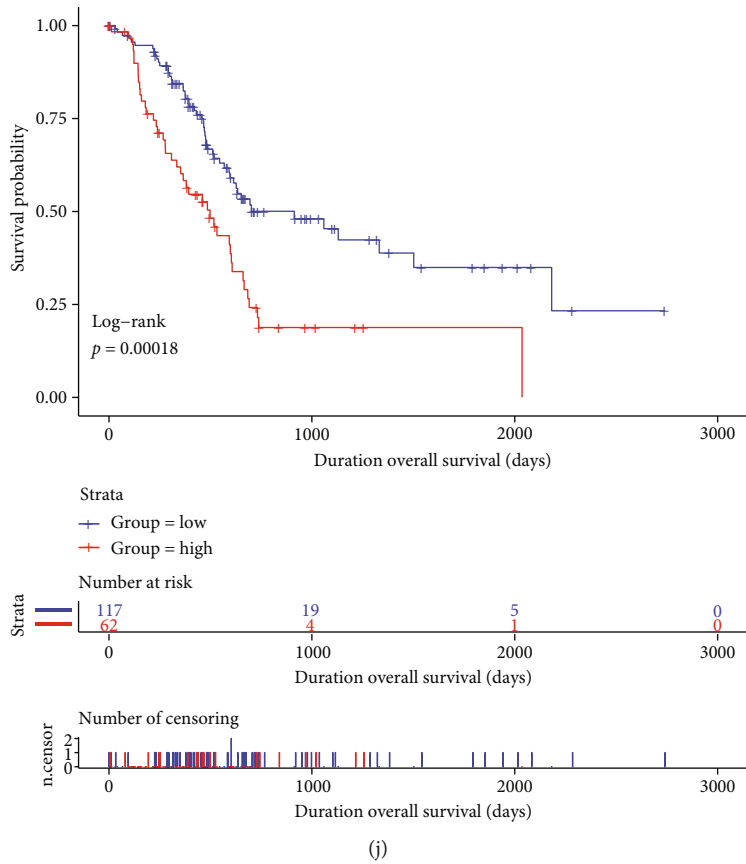 1.00
0.75
0.50
0.25
0.00
Survival probability
Log−rank
p = 0.00018
0 1000 2000 3000
Duration overall survival (days)
Strata
Group = low
Group = high
Number at risk
Strata
117 19 5 0
62 4 1 0
0 1000 2000 3000
Duration overall survival (days)
Number of censoring
n.censor
2
1
0
0 1000 2000 3000
Duration overall survival (days)
(j)